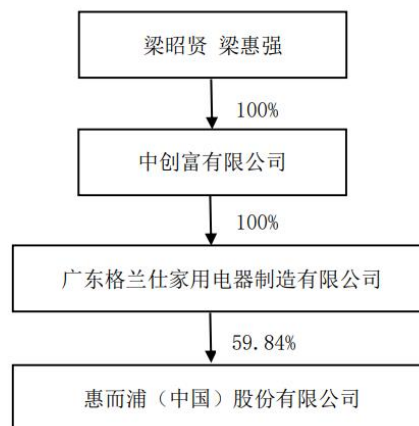 梁昭贤 梁惠强
100%
中创富有限公司
100%
广东格兰仕家用电器制造有限公司
59.84%
惠而浦（中国）股份有限公司